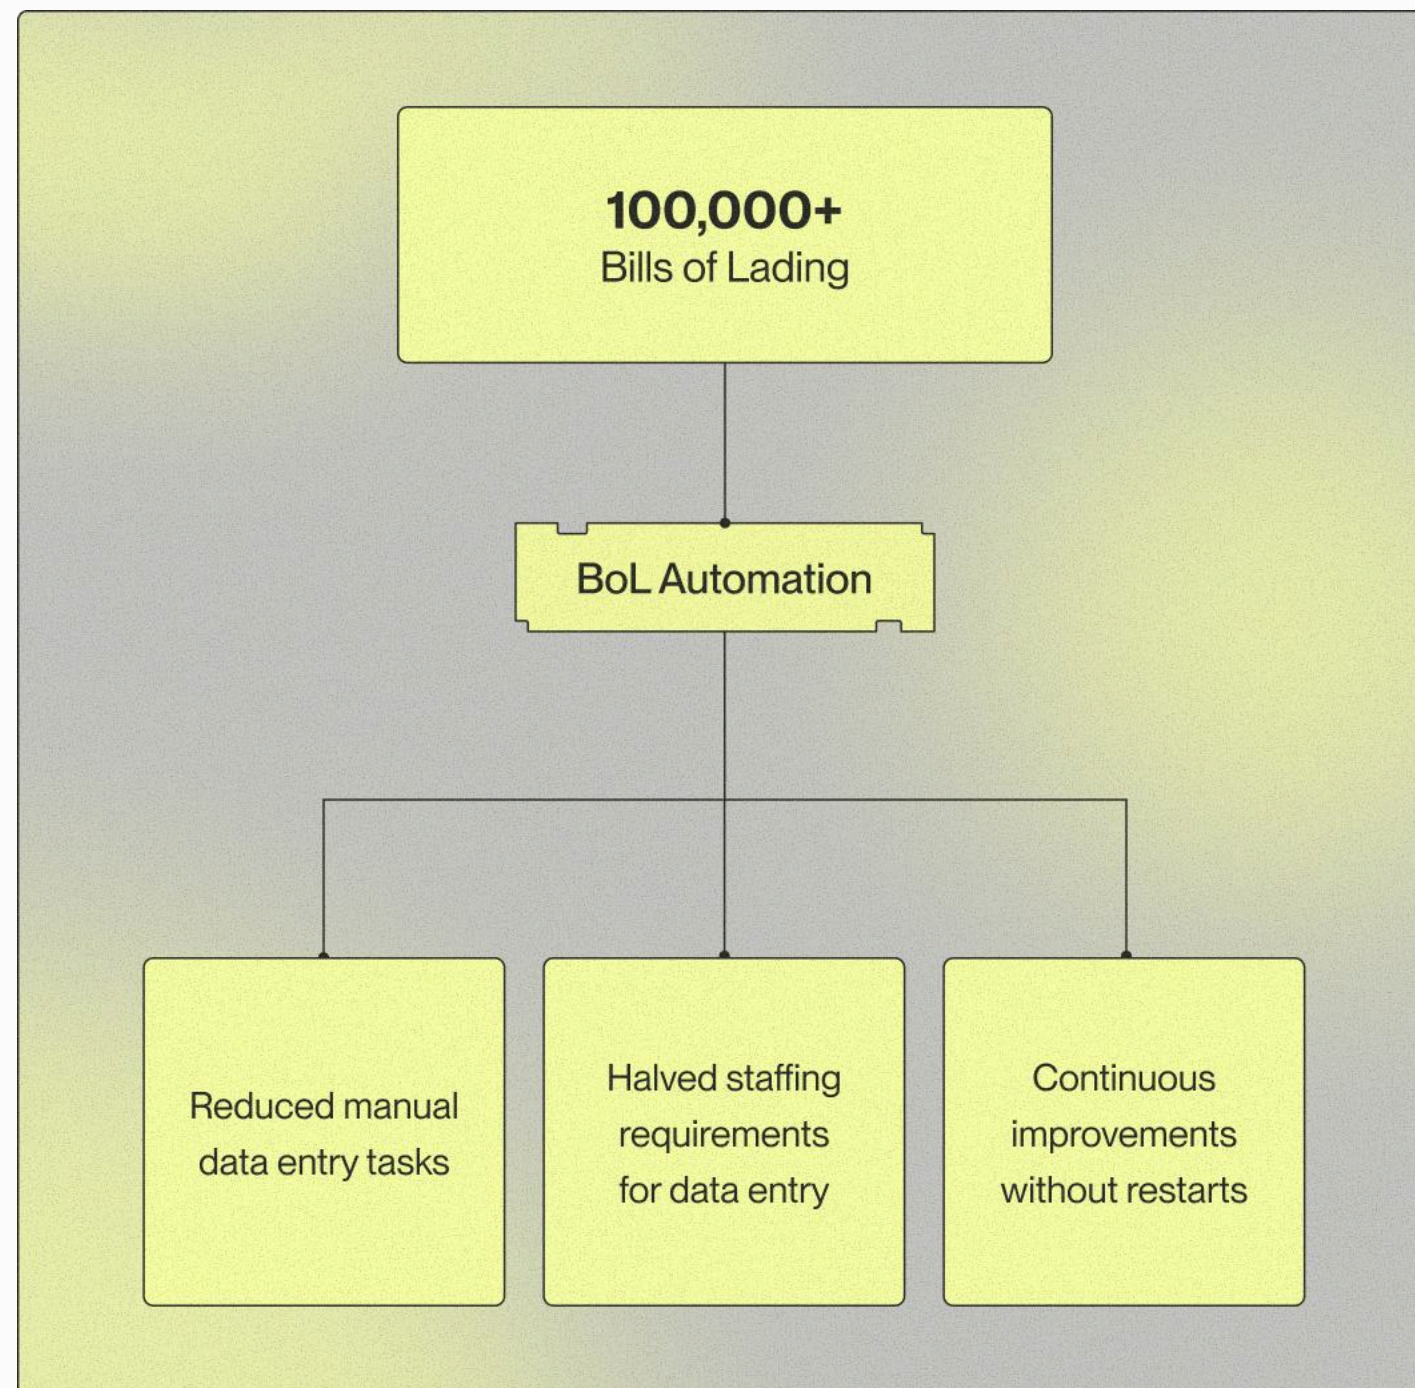 100,000+
Bills of Lading
BoL Automation
Reduced manual
data entry tasks
Halved staffing
requirements
for data entry
Continuous
improvements
without restarts